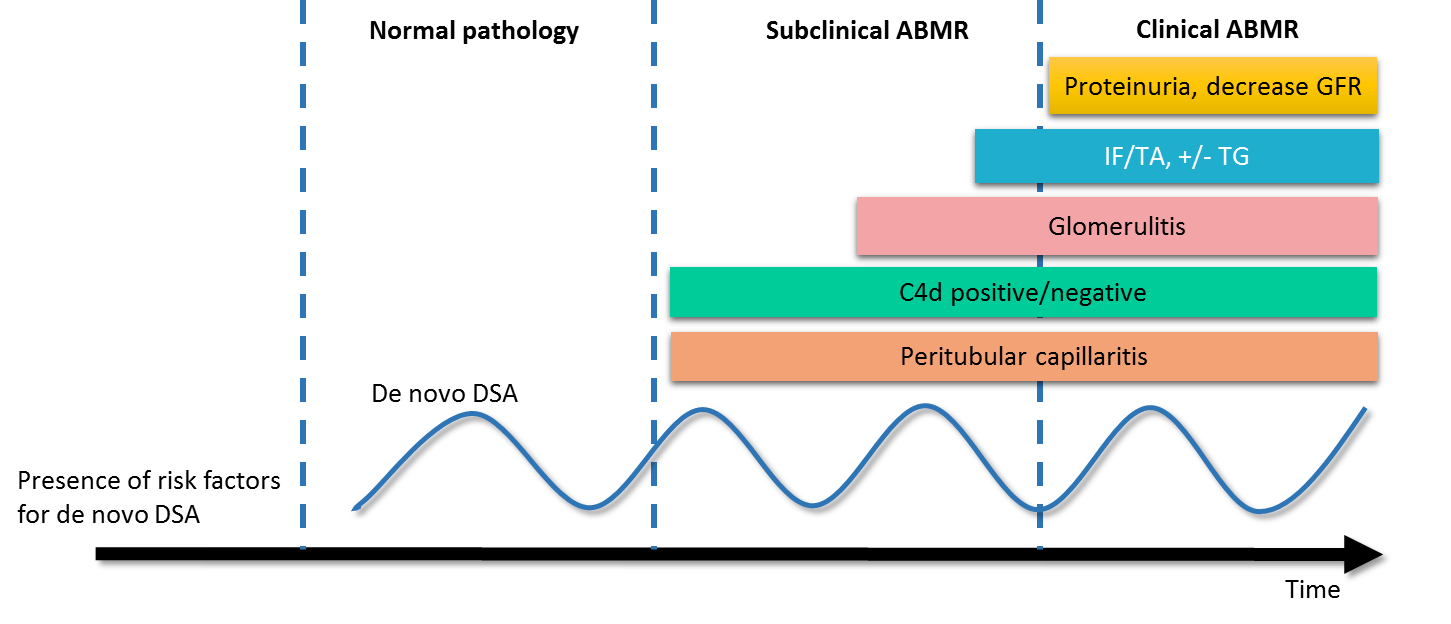 Normal pathology
Subclinical ABMR
Clinical ABMR
Proteinuria, decrease GFR
IF/TA, +/- TG
Glomerulitis
C4d positive/negative
Peritubular capillaritis
De novo DSA
Presence of risk factors
for de novo DSA
Time